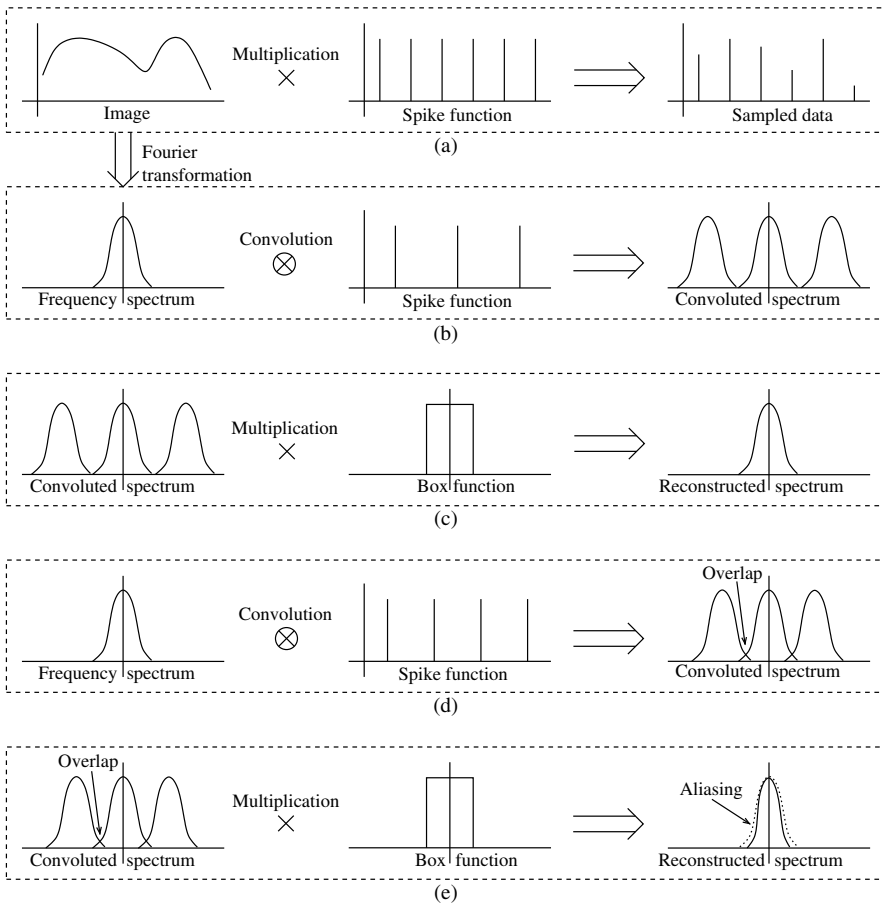 Multiplication
×
Image
Spike function
Sampled data
(a)
Fourier
transformation
Convolution
⊗
Frequency spectrum
Spike function
Convoluted spectrum
(b)
Multiplication
×
Convoluted spectrum
Box function
Reconstructed spectrum
(c)
Overlap
Convolution
⊗
Frequency spectrum
Spike function
Convoluted spectrum
(d)
Overlap
Multiplication
×
Aliasing
Convoluted spectrum
Box function
Reconstructed spectrum
(e)